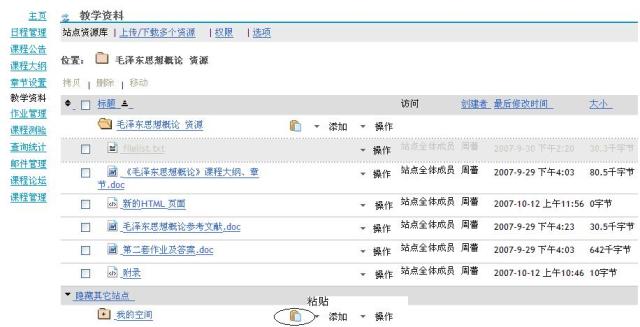 主页
日程管理
课程公告
课程大纲
章节设置
教学资料
作业管理
课程测验
查询统计
邮件管理
课程论坛
课程管理
教学资料
站点资源库 | 上传/下载多个资源 | 权限 | 选项
位置： 毛泽东思想概论 资源
拷贝 | 删除 | 移动
标题 访问 创建者 最后修改时间 大小
毛泽东思想概论 资源 添加 操作
filelist.txt 操作 站点全体成员 周蔷 2007-9-30 下午2:20 30.3千字节
《毛泽东思想概论》课程大纲、章 操作 站点全体成员 周蔷 2007-9-29 下午4:03 80.5千字节
节.doc
新的HTML 页面 操作 站点全体成员 周蔷 2007-10-12 上午11:56 0字节
毛泽东思想概论参考文献.doc 操作 站点全体成员 周蔷 2007-9-29 下午4:23 30.5千字节
第二套作业及答案.doc 操作 站点全体成员 周蔷 2007-9-29 下午4:03 642千字节
附录 操作 站点全体成员 周蔷 2007-10-12 上午10:46 10字节
隐藏其它站点
粘贴
我的空间 添加 操作